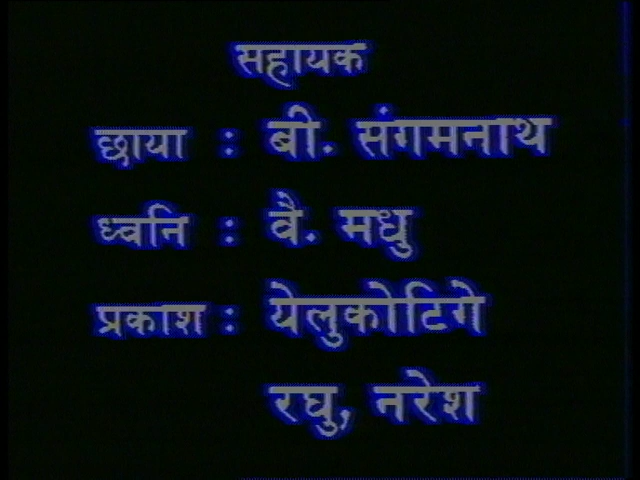 सहायक
छाया : बी. संगमनाथ
ध्वनि : वै. मधु
प्रकाश : येलुकोटिगे
रघु, नरेश